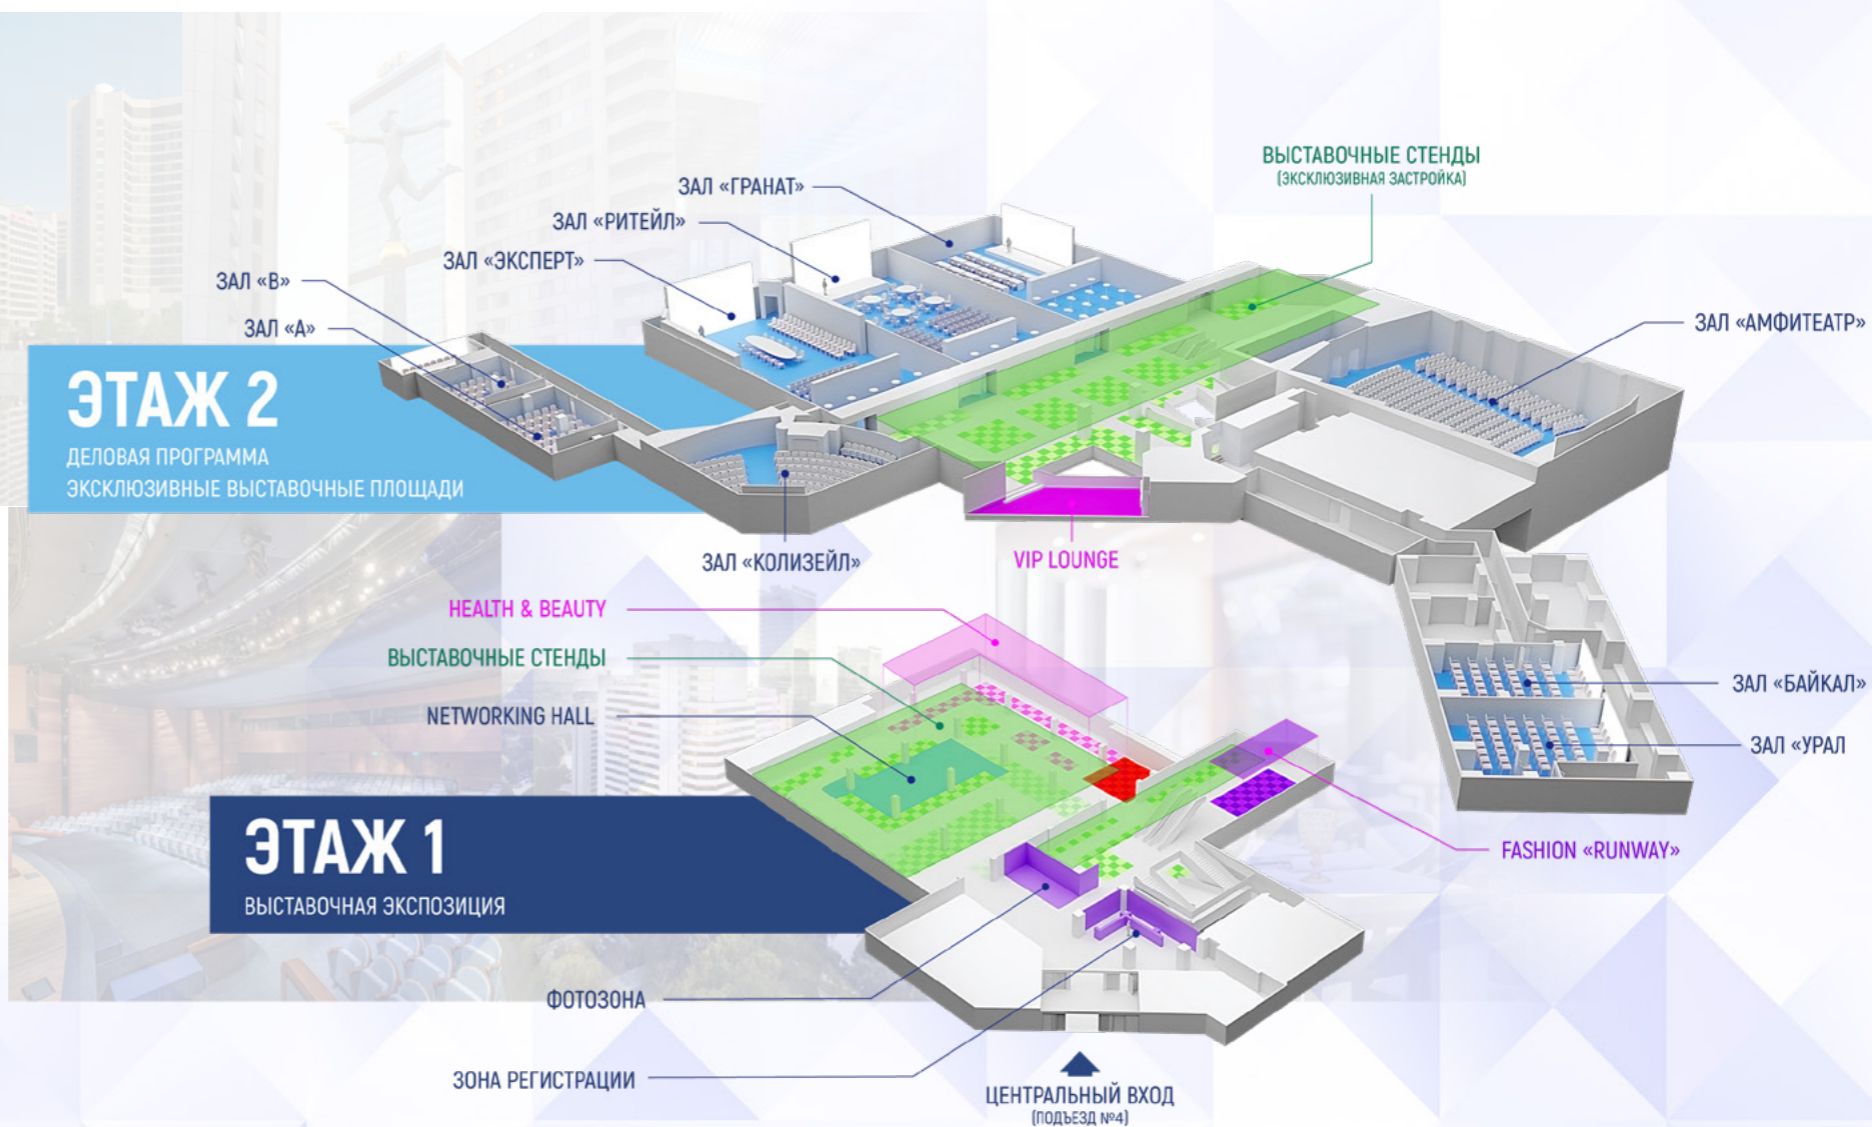 ВЫСТАВОЧНЫЕ СТЕНДЫ
(ЭКСКЛЮЗИВНАЯ ЗАСТРОЙКА)
ЗАЛ «ГРАНАТ»
ЗАЛ «РИТЕЙЛ»
ЗАЛ «ЭКСПЕРТ»
ЗАЛ «В»
ЗАЛ «А»
ЗАЛ «АМФИТЕАТР»
ЭТАЖ 2
ДЕЛОВАЯ ПРОГРАММА
ЭКСКЛЮЗИВНЫЕ ВЫСТАВОЧНЫЕ ПЛОЩАДИ
ЗАЛ «КОЛИЗЕЙЛ»
VIP LOUNGE
HEALTH & BEAUTY
ВЫСТАВОЧНЫЕ СТЕНДЫ
NETWORKING HALL
ЗАЛ «БАЙКАЛ»
ЗАЛ «УРАЛ
FASHION «RUNWAY»
ЭТАЖ 1
ВЫСТАВОЧНАЯ ЭКСПОЗИЦИЯ
ФОТОЗОНА
ЗОНА РЕГИСТРАЦИИ
ЦЕНТРАЛЬНЫЙ ВХОД
(ПОДЪЕЗД №4)